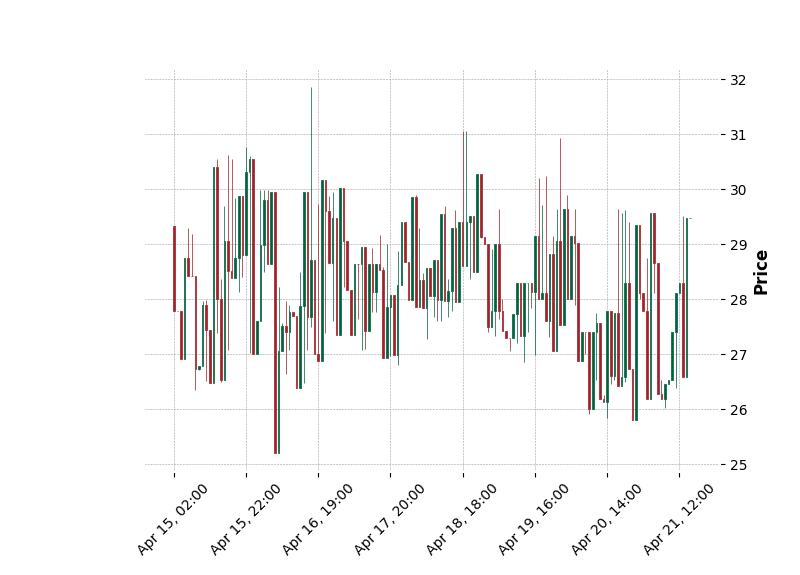 32
31
30
29
28
27
26
25
Price
Apr 15, 02:00
Apr 15, 22:00
Apr 16, 19:00
Apr 17, 20:00
Apr 18, 18:00
Apr 19, 16:00
Apr 20, 14:00
Apr 21, 12:00